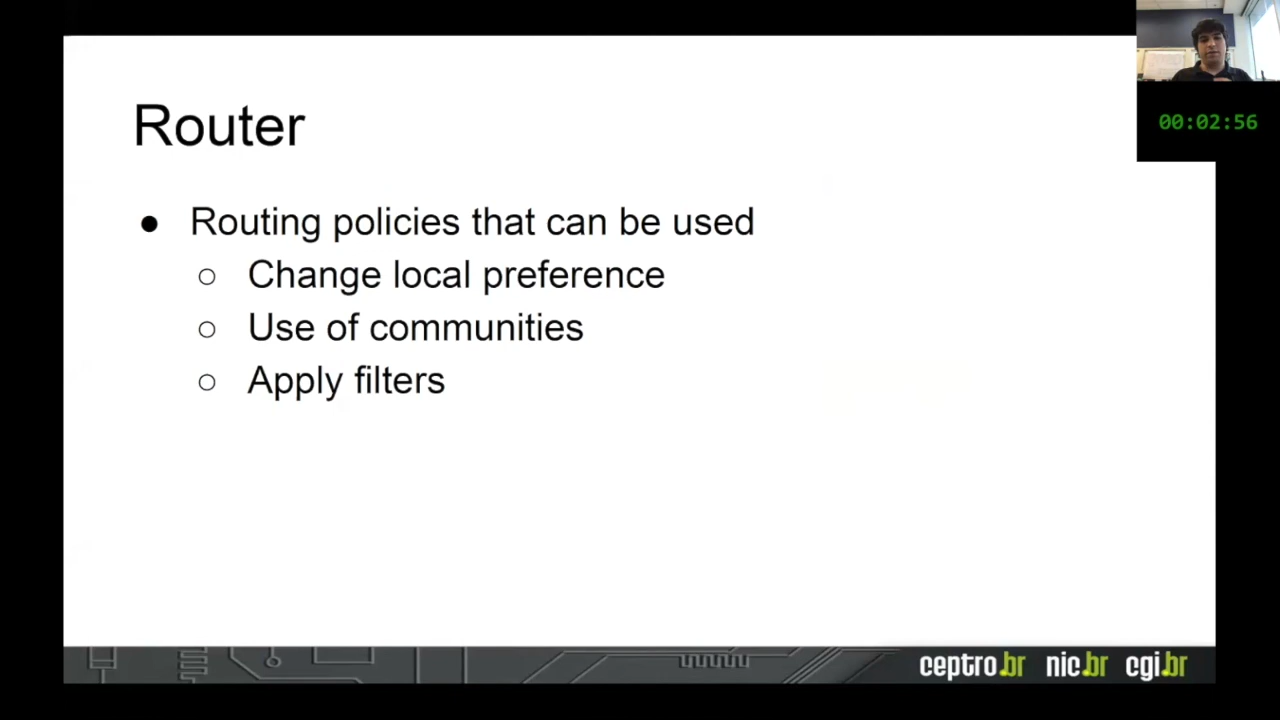 Router
00:02:56
● Routing policies that can be used
○ Change local preference
○ Use of communities
○ Apply filters
ceptro.br nic.br cgi.br